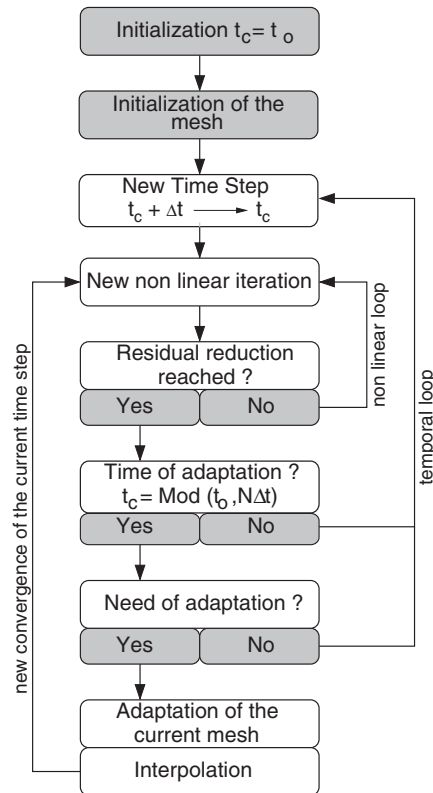 Initialization t_c = t_o
Initialization of the
mesh
New Time Step
t_c + Δt ⟶ t_c
New non linear iteration
Residual reduction
reached ?
Yes
No
Time of adaptation ?
t_c = Mod (t_o , NΔt)
Yes
No
Need of adaptation ?
Yes
No
Adaptation of the
current mesh
Interpolation
new convergence of the current time step
non linear loop
temporal loop